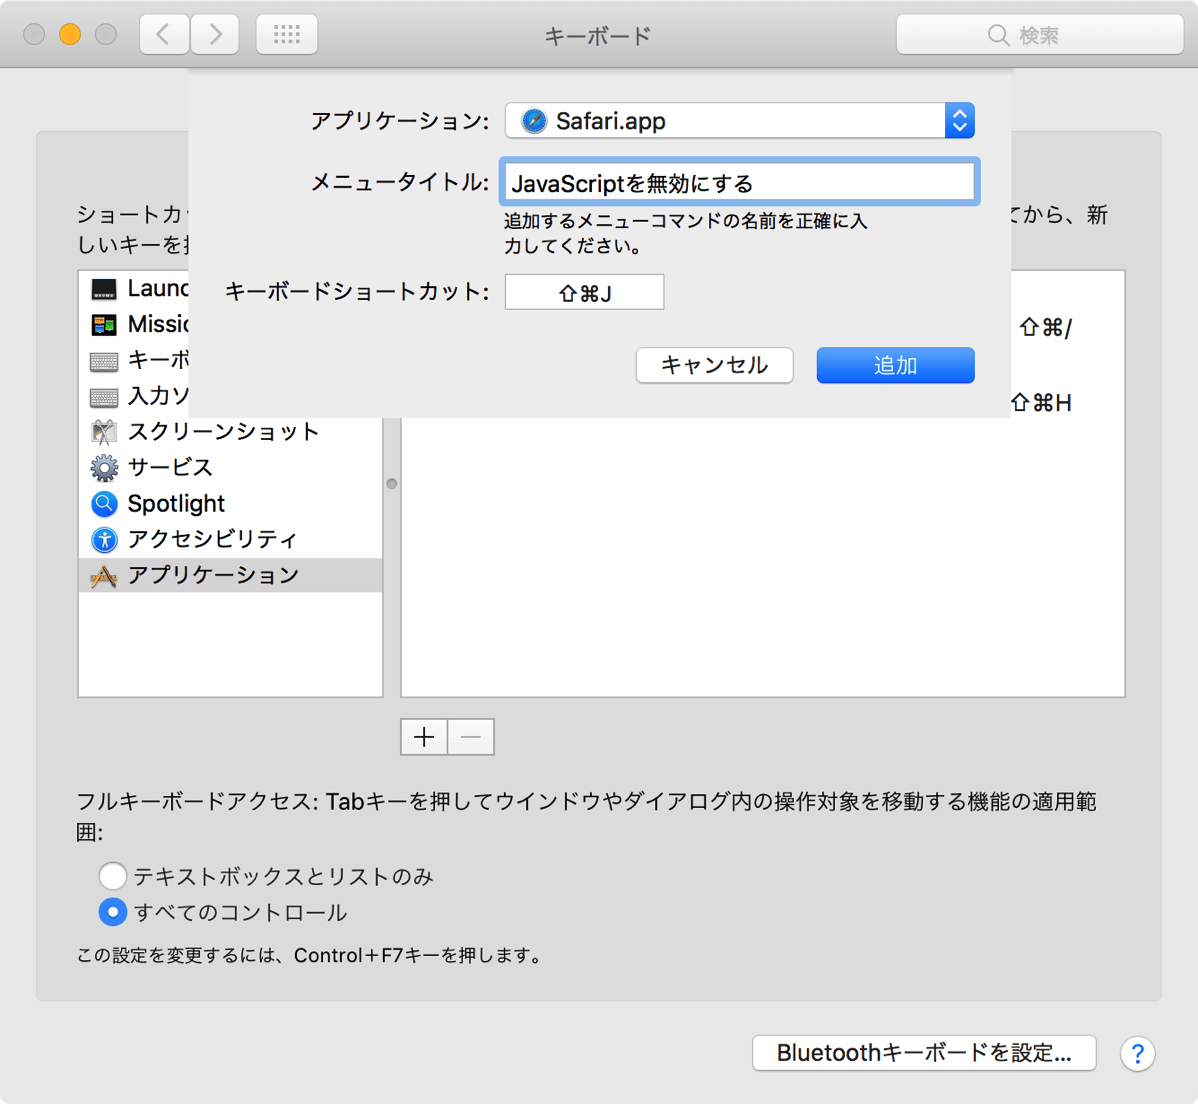 キーボード
検索
アプリケーション:
Safari.app
メニュータイトル:
JavaScriptを無効にする
追加するメニューコマンドの名前を正確に入
力してください。
キーボードショートカット:
⇧⌘J
キャンセル
追加
ショートカ
てから、新
しいキーを
Launc
Missic
キーボ
入力ソ
スクリーンショット
サービス
Spotlight
アクセシビリティ
アプリケーション
⇧⌘/
⇧⌘H
フルキーボードアクセス: Tabキーを押してウインドウやダイアログ内の操作対象を移動する機能の適用範
囲:
テキストボックスとリストのみ
すべてのコントロール
この設定を変更するには、Control+F7キーを押します。
Bluetoothキーボードを設定...
?